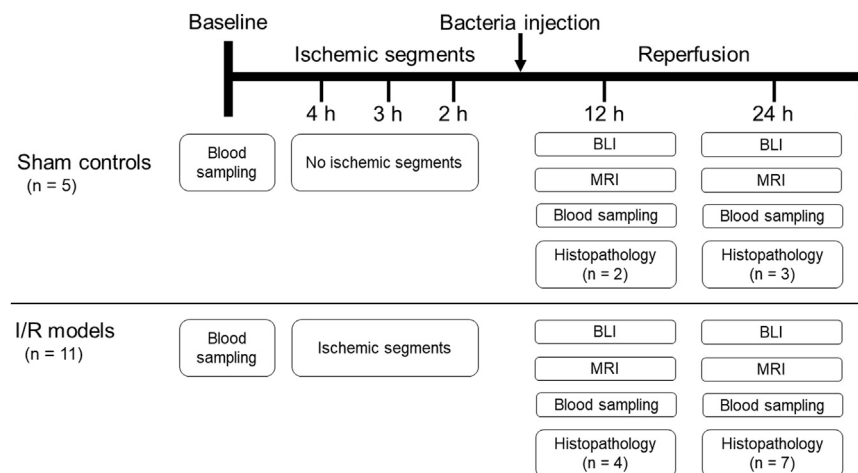 Baseline
Bacteria injection
Ischemic segments
Reperfusion
4 h
3 h
2 h
12 h
24 h
Sham controls
(n = 5)
Blood
sampling
No ischemic segments
BLI
MRI
Blood sampling
Histopathology
(n = 2)
BLI
MRI
Blood sampling
Histopathology
(n = 3)
I/R models
(n = 11)
Blood
sampling
Ischemic segments
BLI
MRI
Blood sampling
Histopathology
(n = 4)
BLI
MRI
Blood sampling
Histopathology
(n = 7)